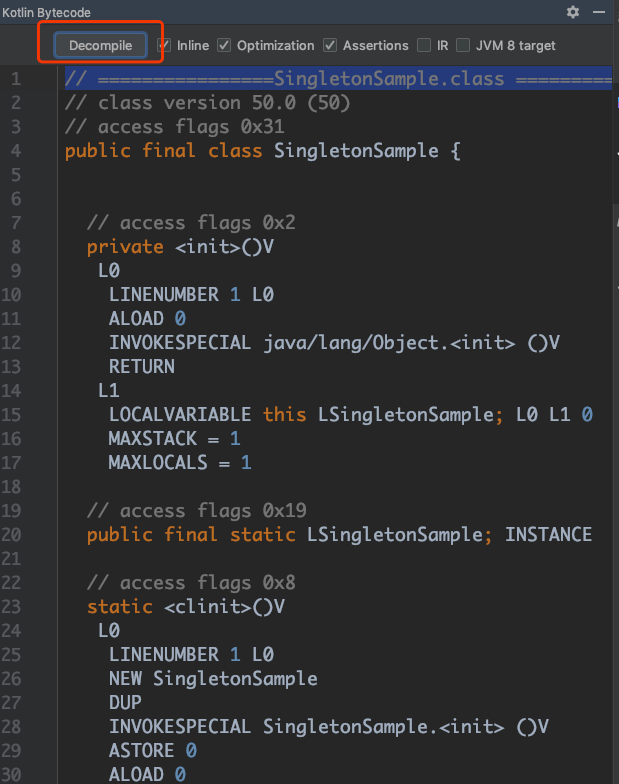 Kotlin Bytecode
Decompile Inline Optimization Assertions IR JVM 8 target
1 // ================SingletonSample.class =========
2 // class version 50.0 (50)
3 // access flags 0x31
4 public final class SingletonSample {
5
6
7 // access flags 0x2
8 private <init>()V
9 L0
10 LINENUMBER 1 L0
11 ALOAD 0
12 INVOKESPECIAL java/lang/Object.<init> ()V
13 RETURN
14 L1
15 LOCALVARIABLE this LSingletonSample; L0 L1 0
16 MAXSTACK = 1
17 MAXLOCALS = 1
18
19 // access flags 0x19
20 public final static LSingletonSample; INSTANCE
21
22 // access flags 0x8
23 static <clinit>()V
24 L0
25 LINENUMBER 1 L0
26 NEW SingletonSample
27 DUP
28 INVOKESPECIAL SingletonSample.<init> ()V
29 ASTORE 0
30 ALOAD 0